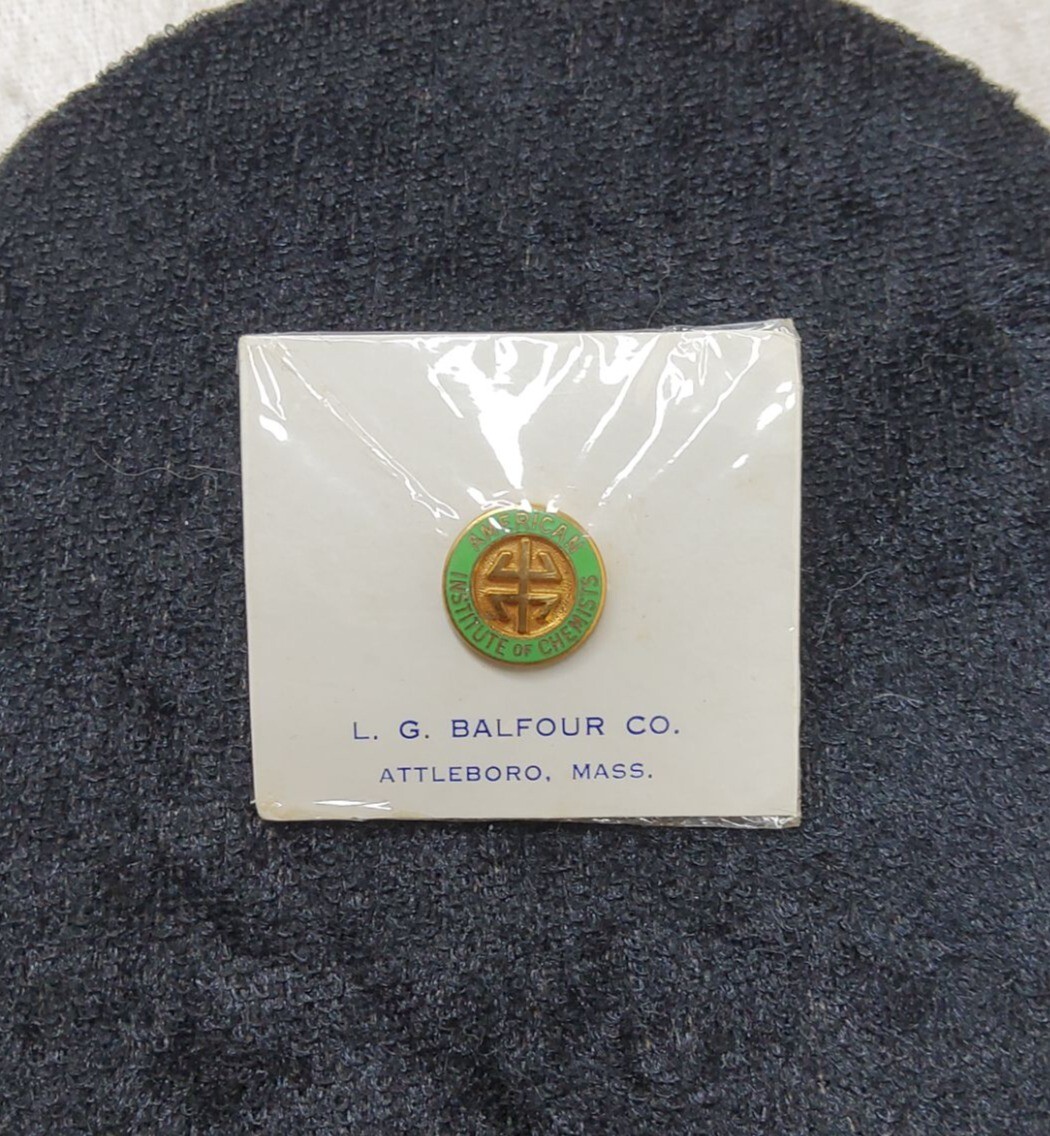 AMERICAN
INSTITUTE OF CHEMISTS
L. G. BALFOUR CO.
ATTLEBORO, MASS.